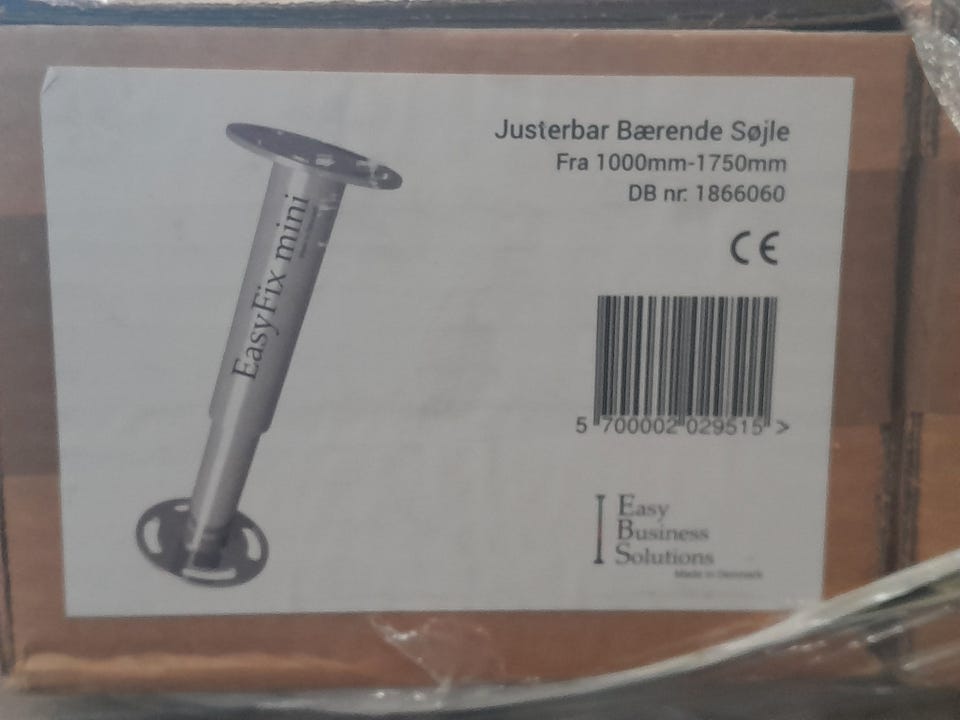 Justerbar Bærende Søjle
Fra 1000mm-1750mm
DB nr: 1866060
CE
EasyFix mini
5 700002 029515 >
Easy
Business
Solutions
Made in Denmark